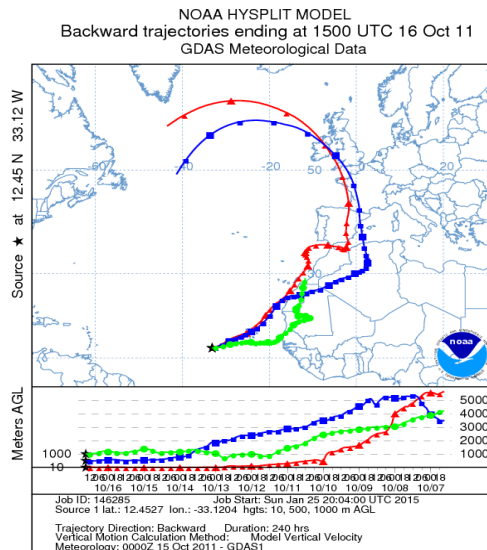 NOAA HYSPLIT MODEL
Backward trajectories ending at 1500 UTC 16 Oct 11
GDAS Meteorological Data
Source ★ at 12.45 N 33.12 W
-40
-20
50
20
30
noaa
Meters AGL
5000
4000
3000
2000
1000
1000
10
10/16 10/15 10/14 10/13 10/12 10/11 10/10 10/09 10/08 10/07
Job ID: 146285 Job Start: Sun Jan 25 20:04:00 UTC 2015
Source 1 lat.: 12.4527 lon.: -33.1204 hgts: 10, 500, 1000 m AGL
Trajectory Direction: Backward Duration: 240 hrs
Vertical Motion Calculation Method: Model Vertical Velocity
Meteorology: 0000Z 15 Oct 2011 - GDAS1